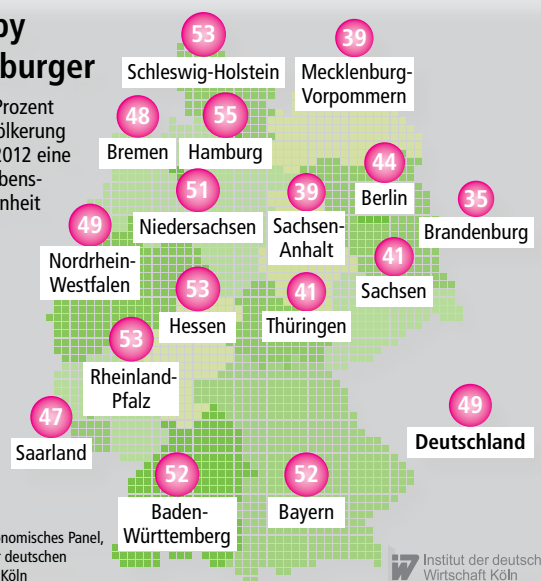 by
burger
Prozent
ölkerung
2012 eine
bens-
nheit
53
Schleswig-Holstein
39
Mecklenburg-
Vorpommern
48
Bremen
55
Hamburg
44
Berlin
51
Niedersachsen
39
Sachsen-
Anhalt
35
Brandenburg
49
Nordrhein-
Westfalen
41
Sachsen
53
Hessen
41
Thüringen
53
Rheinland-
Pfalz
49
Deutschland
47
Saarland
52
Baden-
Württemberg
52
Bayern
onomisches Panel,
r deutschen
Köln
Institut der deutsch
Wirtschaft Köln